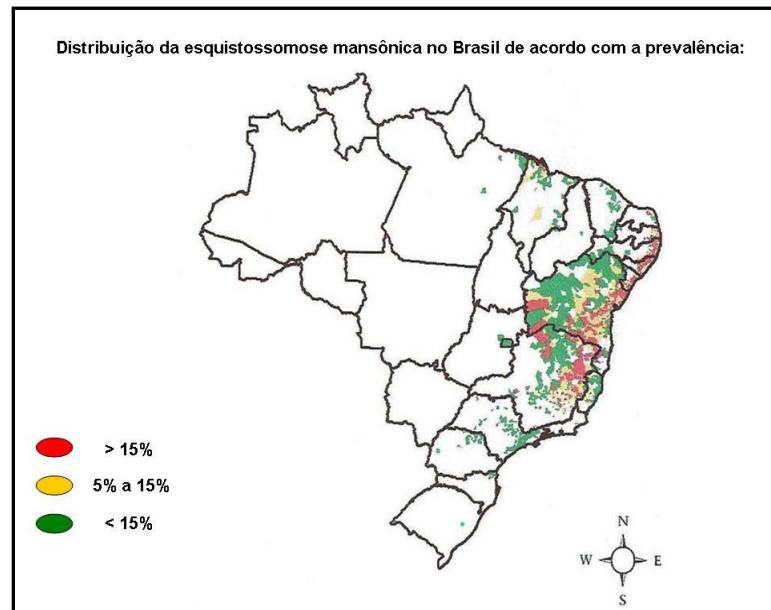 Distribuição da esquistossomose mansônica no Brasil de acordo com a prevalência:
> 15%
5% a 15%
< 15%
N
W E
S